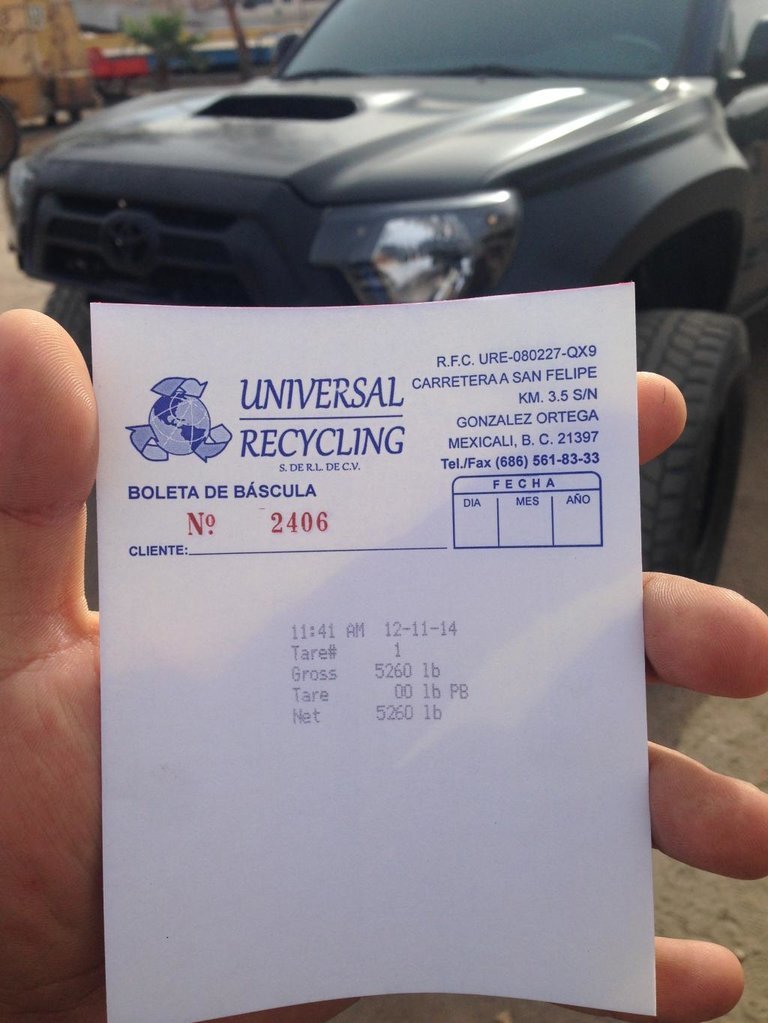 UNIVERSAL
RECYCLING
S. DE R.L. DE C.V.
R.F.C. URE-080227-QX9
CARRETERA A SAN FELIPE
KM. 3.5 S/N
GONZALEZ ORTEGA
MEXICALI, B. C. 21397
Tel./Fax (686) 561-83-33
BOLETA DE BÁSCULA
Nº 2406
FECHA
DIA MES AÑO
CLIENTE:
11:41 AM 12-11-14
Tare# 1
Gross 5260 lb
Tare 00 lb PB
Net 5260 lb